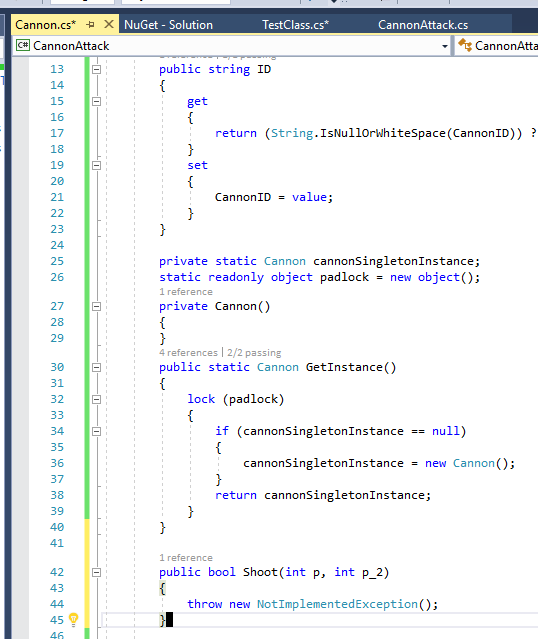 Cannon.cs* NuGet - Solution TestClass.cs* CannonAttack.cs
C# CannonAttack CannonAtta
13 public string ID
14 {
15 get
16 {
17 return (String.IsNullOrWhiteSpace(CannonID)) ?
18 }
19 set
20 {
21 CannonID = value;
22 }
23 }
24
25 private static Cannon cannonSingletonInstance;
26 static readonly object padlock = new object();
1 reference
27 private Cannon()
28 {
29 }
4 references | 2/2 passing
30 public static Cannon GetInstance()
31 {
32 lock (padlock)
33 {
34 if (cannonSingletonInstance == null)
35 {
36 cannonSingletonInstance = new Cannon();
37 }
38 return cannonSingletonInstance;
39 }
40 }
41
1 reference
42 public bool Shoot(int p, int p_2)
43 {
44 throw new NotImplementedException();
45 }
46